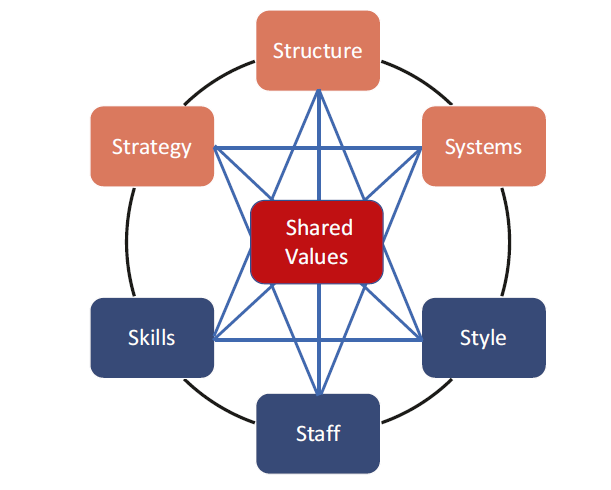 Structure
Strategy
Systems
Shared
Values
Skills
Style
Staff